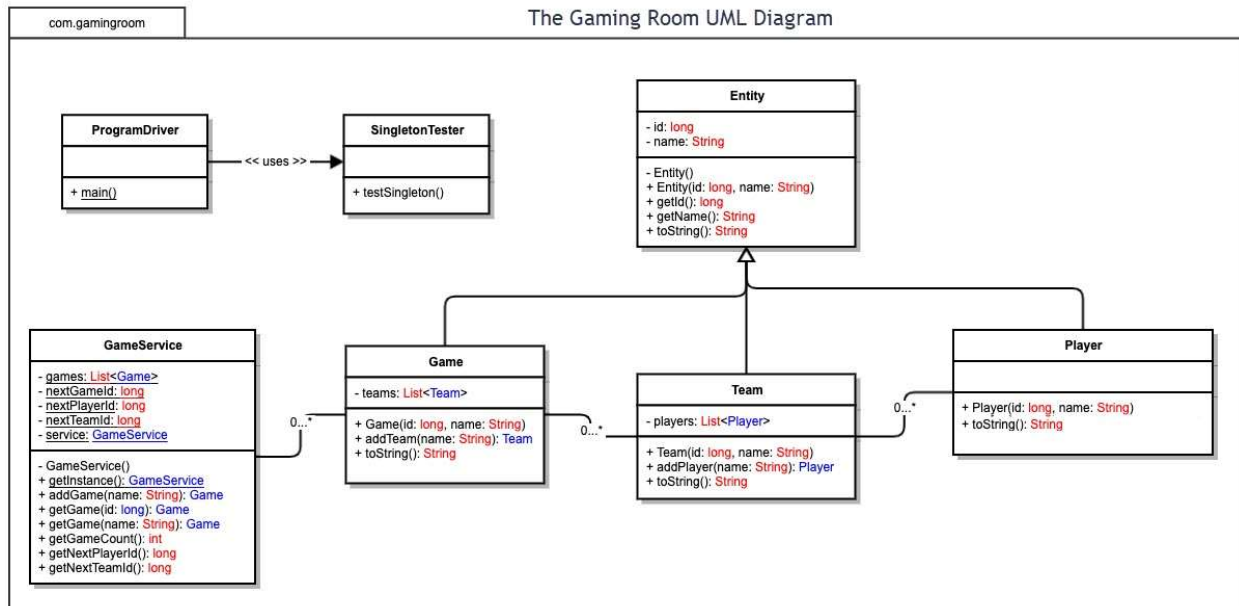 com.gamingroom
The Gaming Room UML Diagram
ProgramDriver
+ main()
<< uses >>
SingletonTester
+ testSingleton()
Entity
- id: long
- name: String
- Entity()
+ Entity(id: long, name: String)
+ getId(): long
+ getName(): String
+ toString(): String
GameService
- games: List<Game>
- nextGameId: long
- nextPlayerId: long
- nextTeamId: long
- service: GameService
- GameService()
+ getInstance(): GameService
+ addGame(name: String): Game
+ getGame(id: long): Game
+ getGame(name: String): Game
+ getGameCount(): int
+ getNextPlayerId(): long
+ getNextTeamId(): long
0...*
Game
- teams: List<Team>
+ Game(id: long, name: String)
+ addTeam(name: String): Team
+ toString(): String
0...*
Team
- players: List<Player>
+ Team(id: long, name: String)
+ addPlayer(name: String): Player
+ toString(): String
0...*
Player
+ Player(id: long, name: String)
+ toString(): String